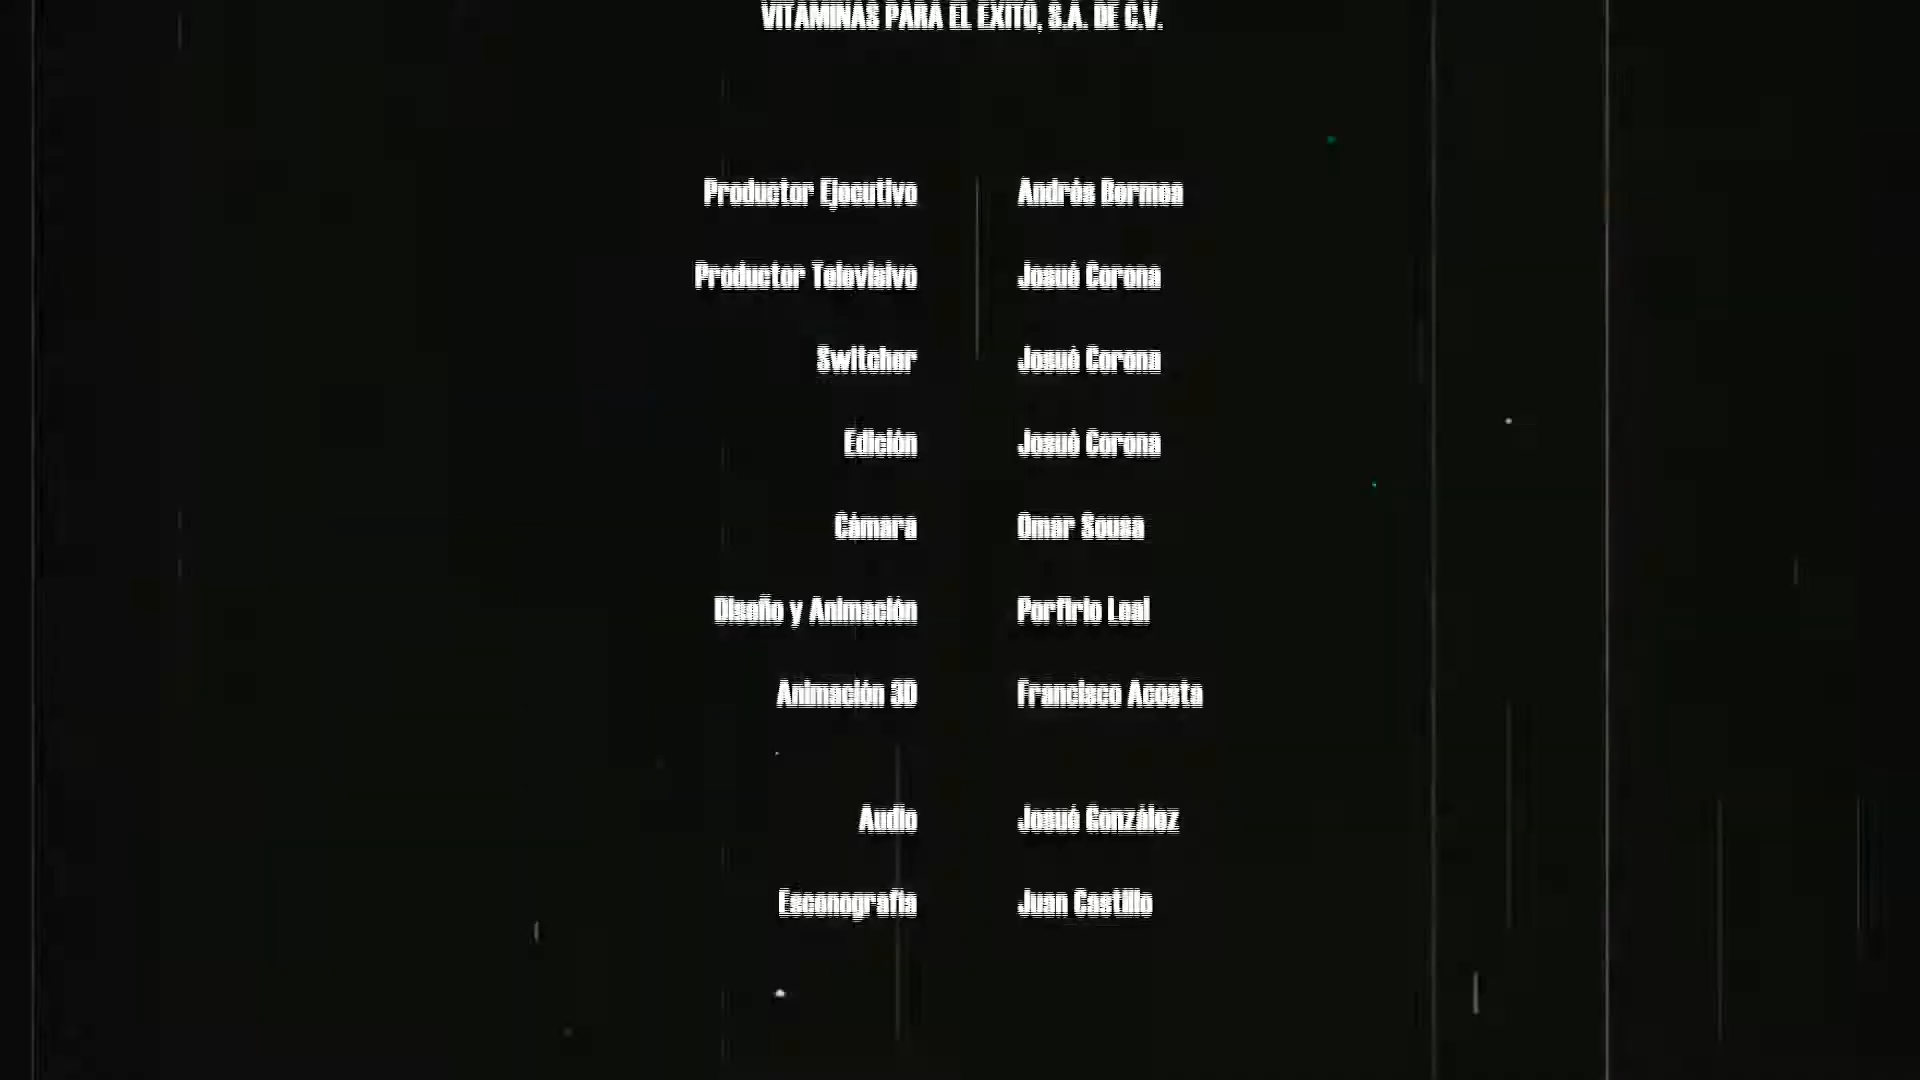 VITAMINAS PARA EL EXITO, S.A. DE C.V.
Productor Ejecutivo Andrés Bermea
Productor Televisivo Josué Corona
Switcher Josué Corona
Edición Josué Corona
Cámara Omar Sousa
Diseño y Animación Porfirio Leal
Animación 3D Francisco Acosta
Audio Josué González
Escenografía Juan Castillo